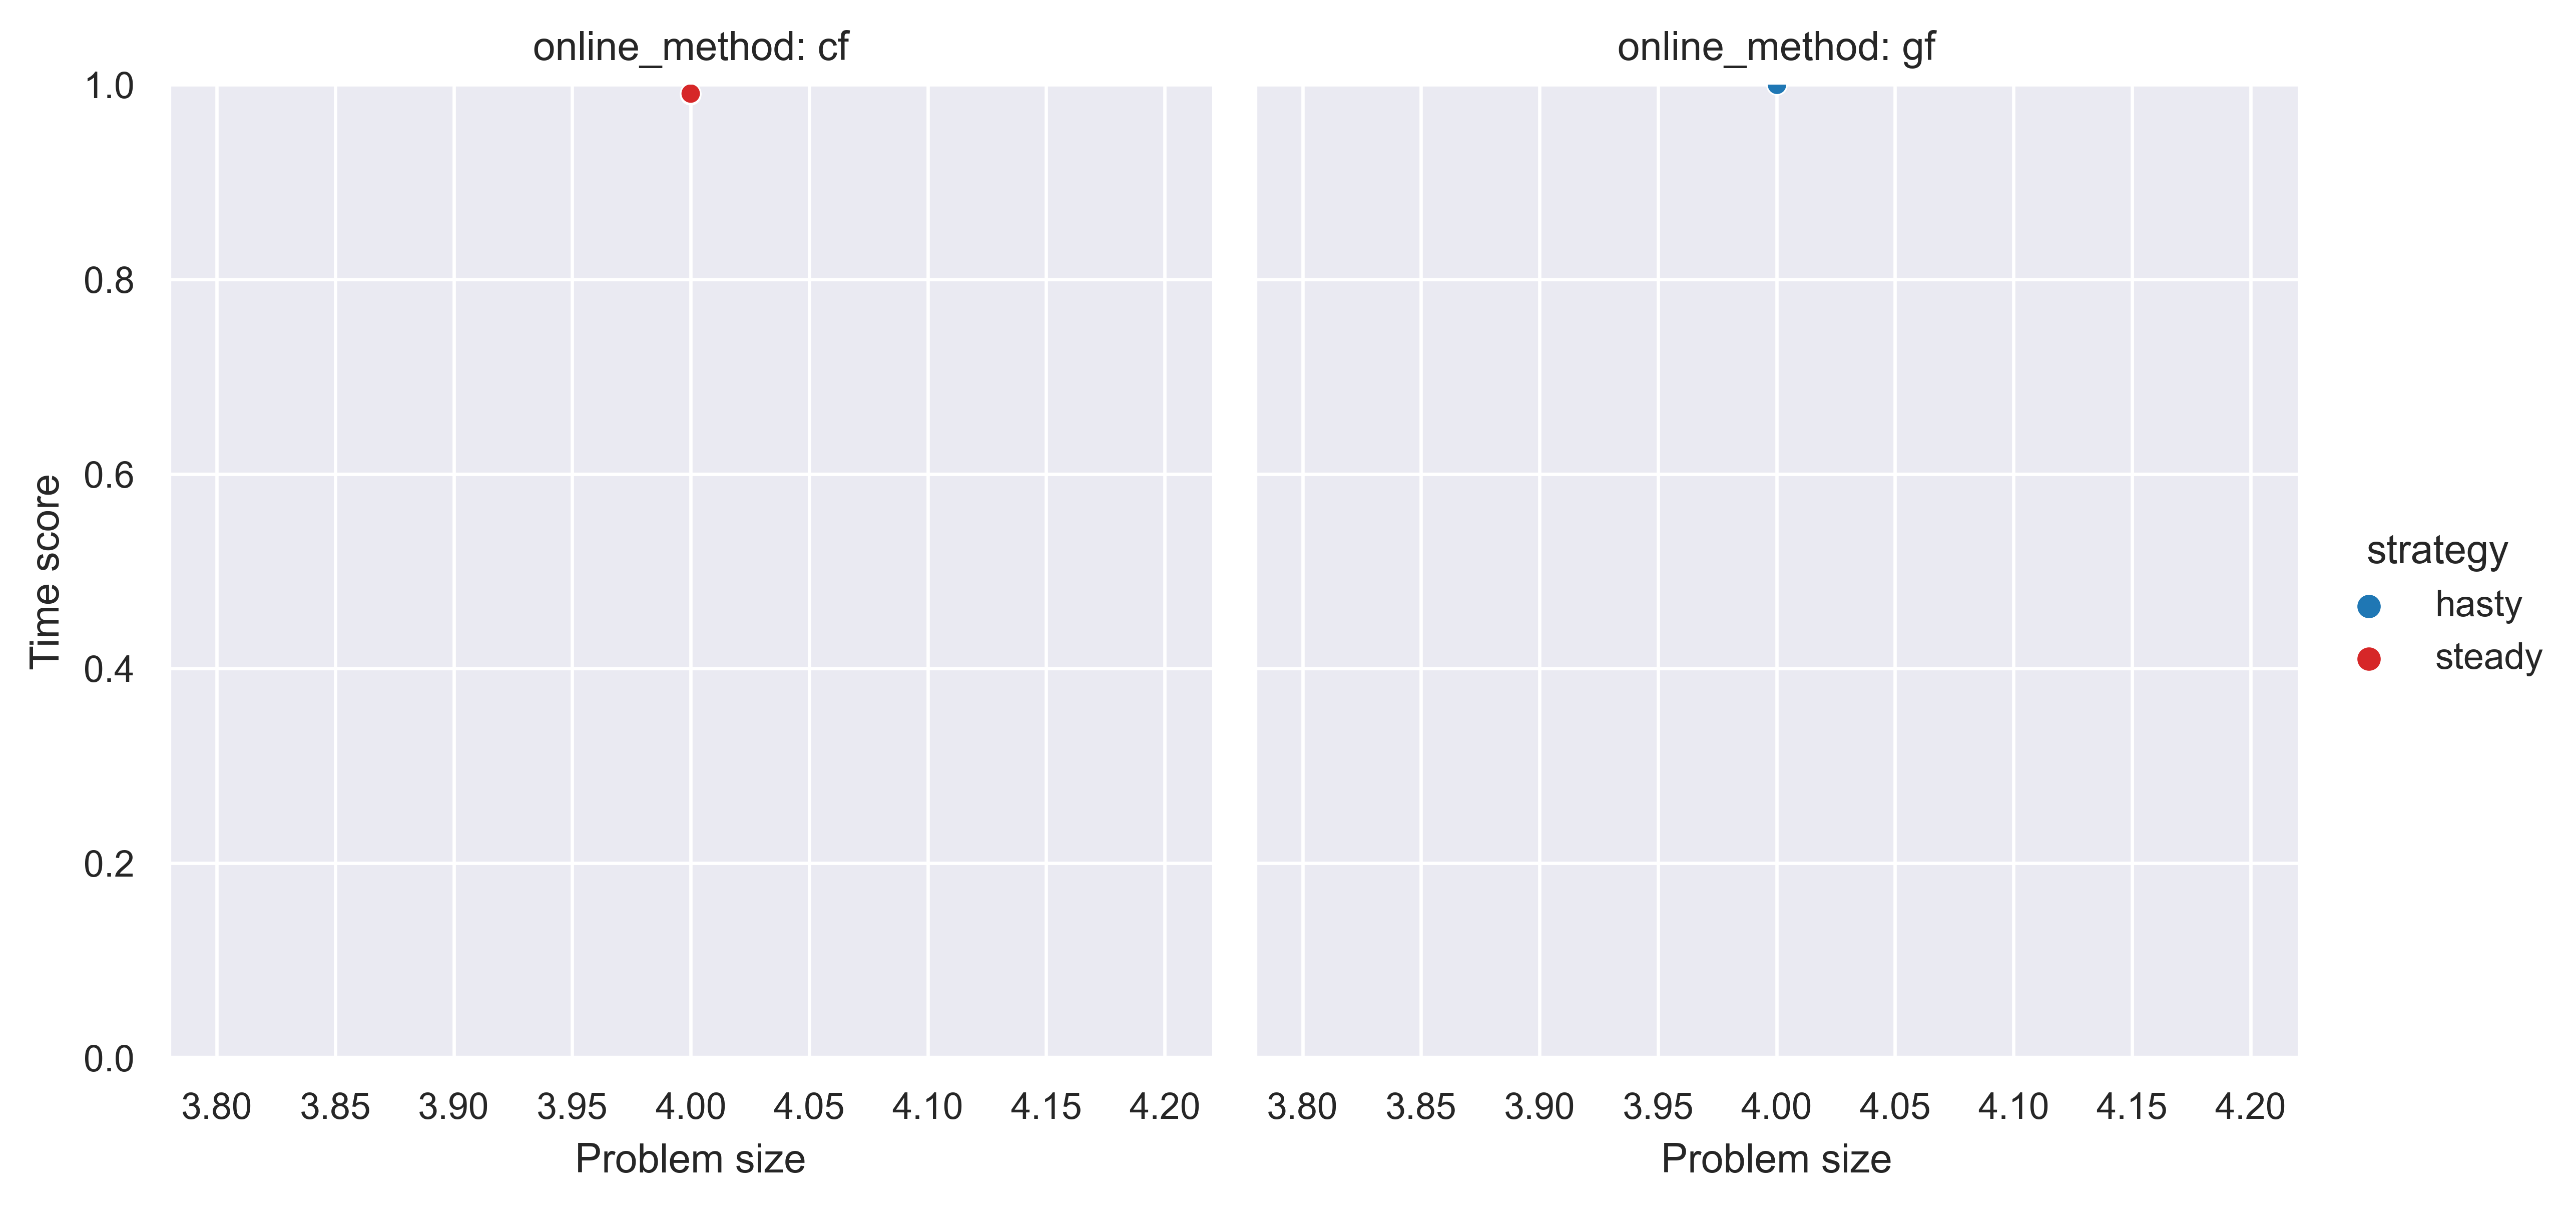 online_method: cf
online_method: gf
1.0
0.8
0.6
0.4
0.2
0.0
Time score
3.80 3.85 3.90 3.95 4.00 4.05 4.10 4.15 4.20
3.80 3.85 3.90 3.95 4.00 4.05 4.10 4.15 4.20
Problem size
Problem size
strategy
hasty
steady